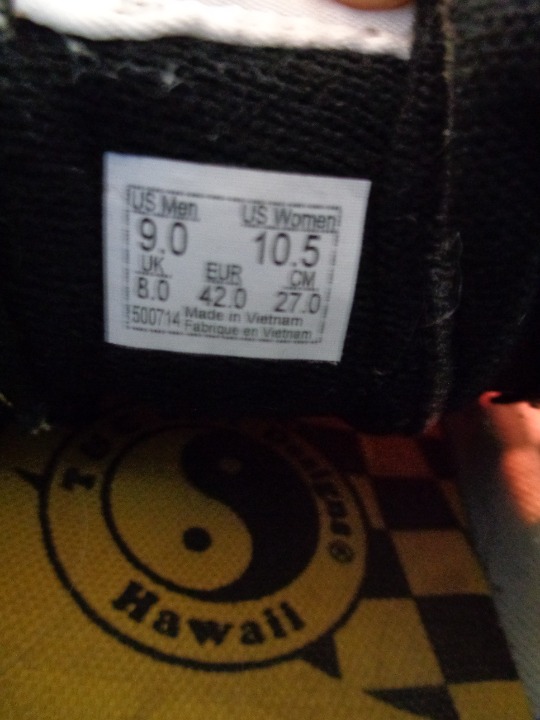 US Men US Women
9.0 10.5
UK EUR CM
8.0 42.0 27.0
500714 Made in Vietnam
Fabrique en Vietnam
Designs®
Hawaii